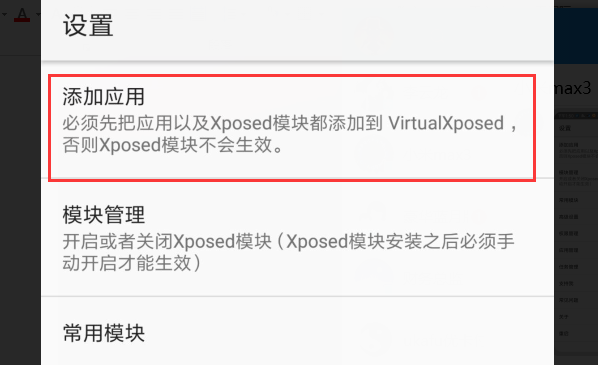 设置
A
添加应用
必须先把应用以及Xposed模块都添加到 VirtualXposed，
否则Xposed模块不会生效。
max3
模块管理
开启或者关闭Xposed模块（Xposed模块安装之后必须手
动开启才能生效）
常用模块